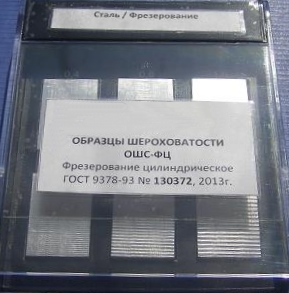 Сталь / Фрезерование
ОБРАЗЦЫ ШЕРОХОВАТОСТИ
ОШС-ФЦ
Фрезерование цилиндрическое
ГОСТ 9378-93 № 130372, 2013г.